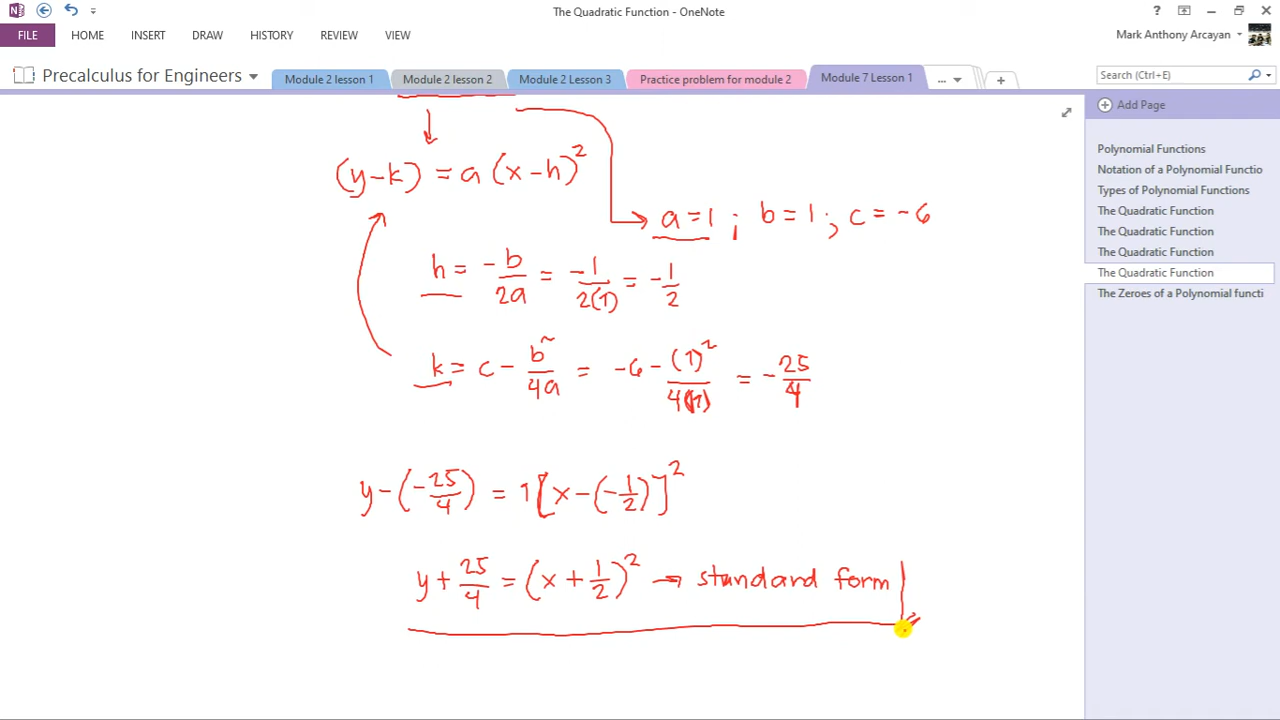 The Quadratic Function - OneNote
FILE HOME INSERT DRAW HISTORY REVIEW VIEW
Mark Anthony Arcayan
Precalculus for Engineers
Module 2 lesson 1 Module 2 lesson 2 Module 2 Lesson 3 Practice problem for module 2 Module 7 Lesson 1 ...
Search (Ctrl+E)
Add Page
Polynomial Functions
Notation of a Polynomial Functio
Types of Polynomial Functions
The Quadratic Function
The Quadratic Function
The Quadratic Function
The Quadratic Function
The Zeroes of a Polynomial functi
(y-k) = a (x-h)²
a=1 ; b=1 ; c=-6
h = -b/2a = -1/2(1) = -1/2
k = c - b²/4a = -6 - (1)²/4(1) = -25/4
y-(-25/4) = 1[x-(-1/2)]²
y+25/4 = (x+1/2)² → standard form